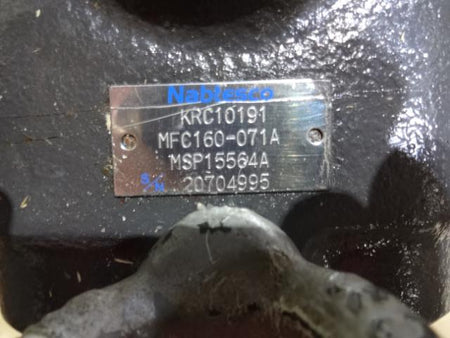 Nabtesco
KRC10191
MFC160-071A
MSP15564A
S/N 20704995